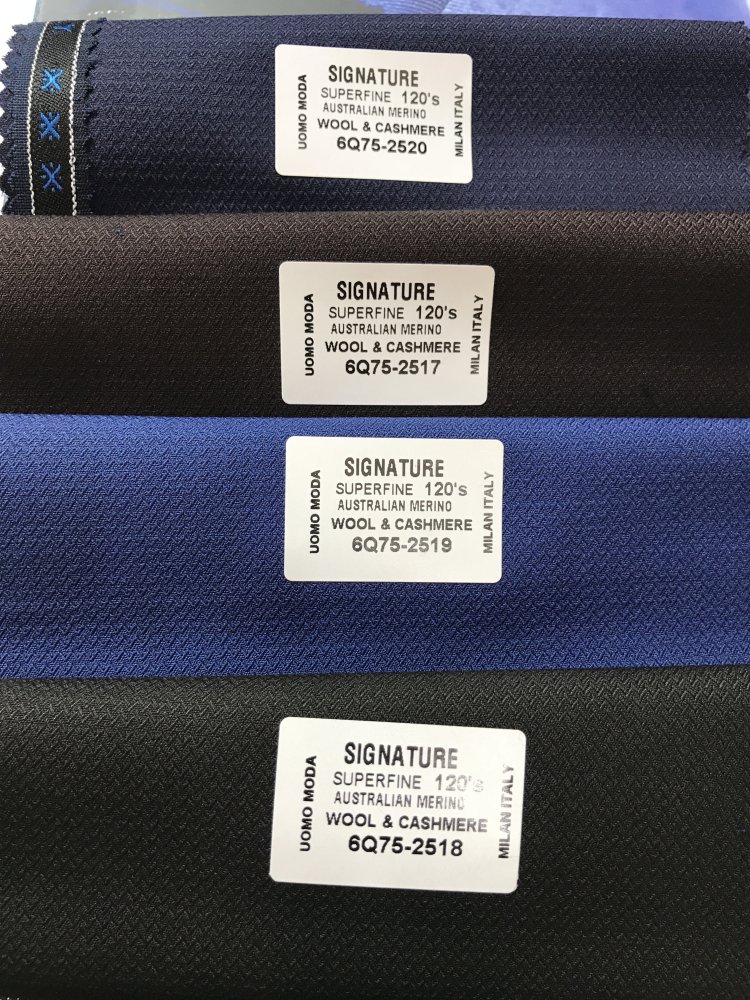 UOMO MODA
SIGNATURE
SUPERFINE 120's
AUSTRALIAN MERINO
WOOL & CASHMERE
6Q75-2520
MILAN ITALY
UOMO MODA
SIGNATURE
SUPERFINE 120's
AUSTRALIAN MERINO
WOOL & CASHMERE
6Q75-2517
MILAN ITALY
UOMO MODA
SIGNATURE
SUPERFINE 120's
AUSTRALIAN MERINO
WOOL & CASHMERE
6Q75-2519
MILAN ITALY
UOMO MODA
SIGNATURE
SUPERFINE 120's
AUSTRALIAN MERINO
WOOL & CASHMERE
6Q75-2518
MILAN ITALY